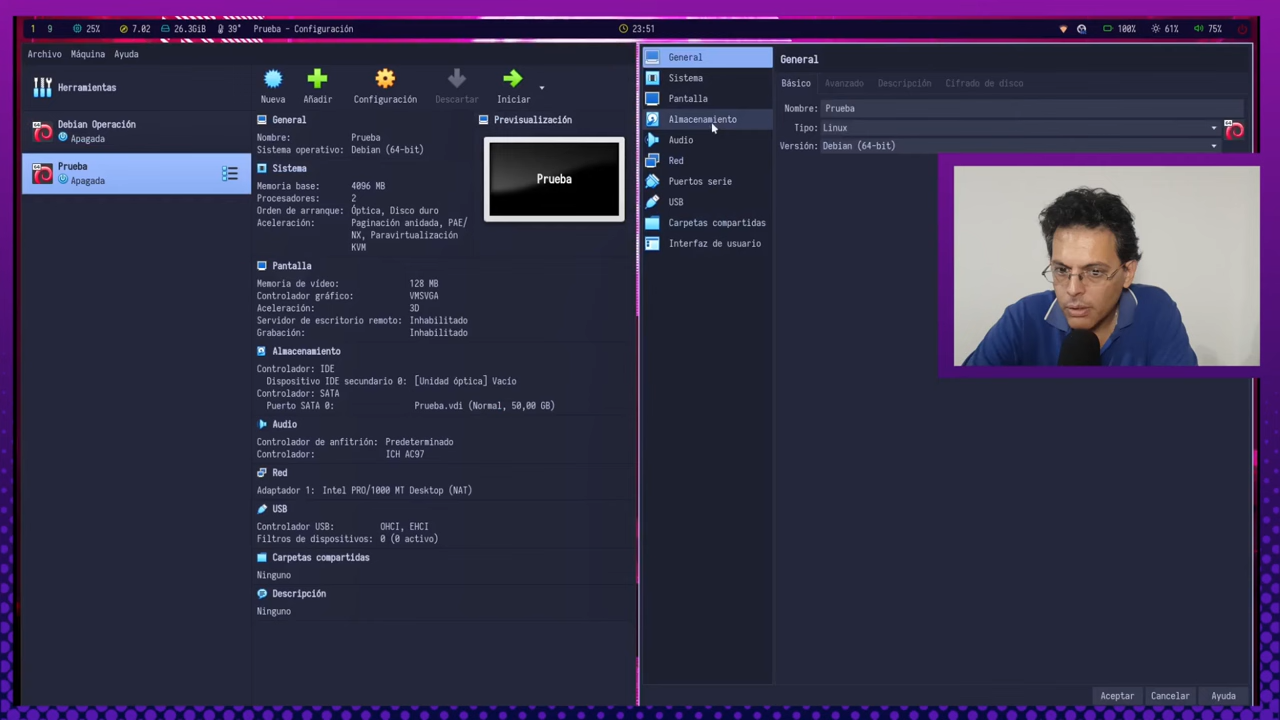 1 9 25% 7.02 26.3GiB 39° Prueba – Configuración 23:51 100% 61% 75%
Archivo Máquina Ayuda
Herramientas
Debian Operación
Apagada
Prueba
Apagada
Nueva Añadir Configuración Descartar Iniciar
General
Nombre: Prueba
Sistema operativo: Debian (64-bit)
Sistema
Memoria base: 4096 MB
Procesadores: 2
Orden de arranque: Óptica, Disco duro
Aceleración: Paginación anidada, PAE/
NX, Paravirtualización
KVM
Previsualización
Prueba
Pantalla
Memoria de vídeo: 128 MB
Controlador gráfico: VMSVGA
Aceleración: 3D
Servidor de escritorio remoto: Inhabilitado
Grabación: Inhabilitado
Almacenamiento
Controlador: IDE
Dispositivo IDE secundario 0: [Unidad óptica] Vacío
Controlador: SATA
Puerto SATA 0: Prueba.vdi (Normal, 50,00 GB)
Audio
Controlador de anfitrión: Predeterminado
Controlador: ICH AC97
Red
Adaptador 1: Intel PRO/1000 MT Desktop (NAT)
USB
Controlador USB: OHCI, EHCI
Filtros de dispositivos: 0 (0 activo)
Carpetas compartidas
Ninguno
Descripción
Ninguno
General
Sistema
Pantalla
Almacenamiento
Audio
Red
Puertos serie
USB
Carpetas compartidas
Interfaz de usuario
General
Básico Avanzado Descripción Cifrado de disco
Nombre: Prueba
Tipo: Linux
Versión: Debian (64-bit)
Aceptar Cancelar Ayuda